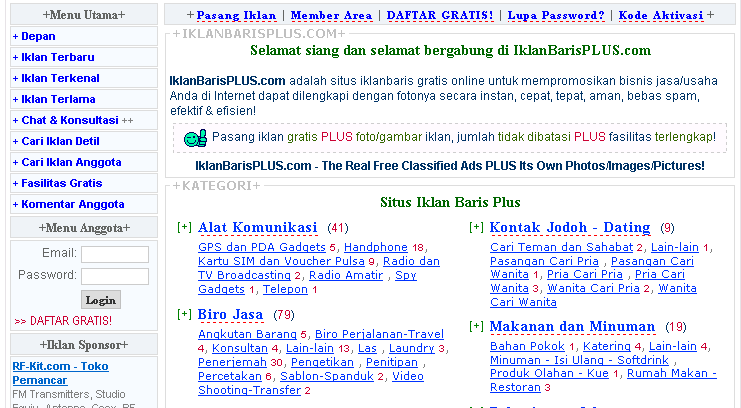 +Menu Utama+
+ Depan
+ Iklan Terbaru
+ Iklan Terkenal
+ Iklan Terlama
+ Chat & Konsultasi ++
+ Cari Iklan Detil
+ Cari Iklan Anggota
+ Fasilitas Gratis
+ Komentar Anggota
+Menu Anggota+
Email:
Password:
Login
>> DAFTAR GRATIS!
+Iklan Sponsor+
RF-Kit.com - Toko
Pemancar
FM Transmitters, Studio
+ Pasang Iklan | Member Area | DAFTAR GRATIS! | Lupa Password? | Kode Aktivasi +
+IKLANBARISPLUS.COM+
Selamat siang dan selamat bergabung di IklanBarisPLUS.com
IklanBarisPLUS.com adalah situs iklanbaris gratis online untuk mempromosikan bisnis jasa/usaha
Anda di Internet dapat dilengkapi dengan fotonya secara instan, cepat, tepat, aman, bebas spam,
efektif & efisien!
Pasang iklan gratis PLUS foto/gambar iklan, jumlah tidak dibatasi PLUS fasilitas terlengkap!
IklanBarisPLUS.com - The Real Free Classified Ads PLUS Its Own Photos/Images/Pictures!
+KATEGORI+
Situs Iklan Baris Plus
[+] Alat Komunikasi (41)
GPS dan PDA Gadgets 5, Handphone 18,
Kartu SIM dan Voucher Pulsa 9, Radio dan
TV Broadcasting 2, Radio Amatir , Spy
Gadgets 1, Telepon 1
[+] Biro Jasa (79)
Angkutan Barang 5, Biro Perjalanan-Travel
4, Konsultan 4, Lain-lain 13, Las , Laundry 3,
Penerjemah 30, Pengetikan , Penitipan ,
Percetakan 6, Sablon-Spanduk 2, Video
Shooting-Transfer 2
[+] Kontak Jodoh - Dating (9)
Cari Teman dan Sahabat 2, Lain-lain 1,
Pasangan Cari Pria , Pasangan Cari
Wanita 1, Pria Cari Pria , Pria Cari
Wanita 3, Wanita Cari Pria 2, Wanita
Cari Wanita
[+] Makanan dan Minuman (19)
Bahan Pokok 1, Katering 4, Lain-lain 4,
Minuman - Isi Ulang - Softdrink ,
Produk Olahan - Kue 1, Rumah Makan -
Restoran 3